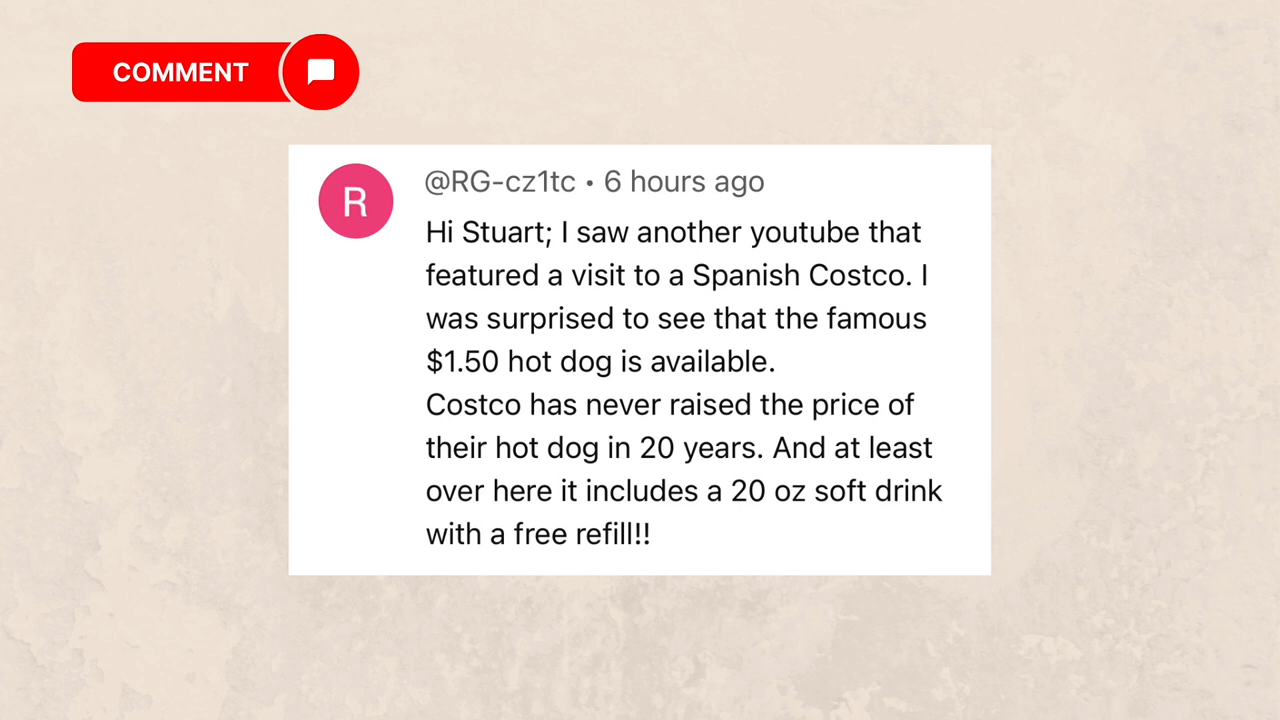 COMMENT
R
@RG-cz1tc • 6 hours ago
Hi Stuart; I saw another youtube that
featured a visit to a Spanish Costco. I
was surprised to see that the famous
$1.50 hot dog is available.
Costco has never raised the price of
their hot dog in 20 years. And at least
over here it includes a 20 oz soft drink
with a free refill!!